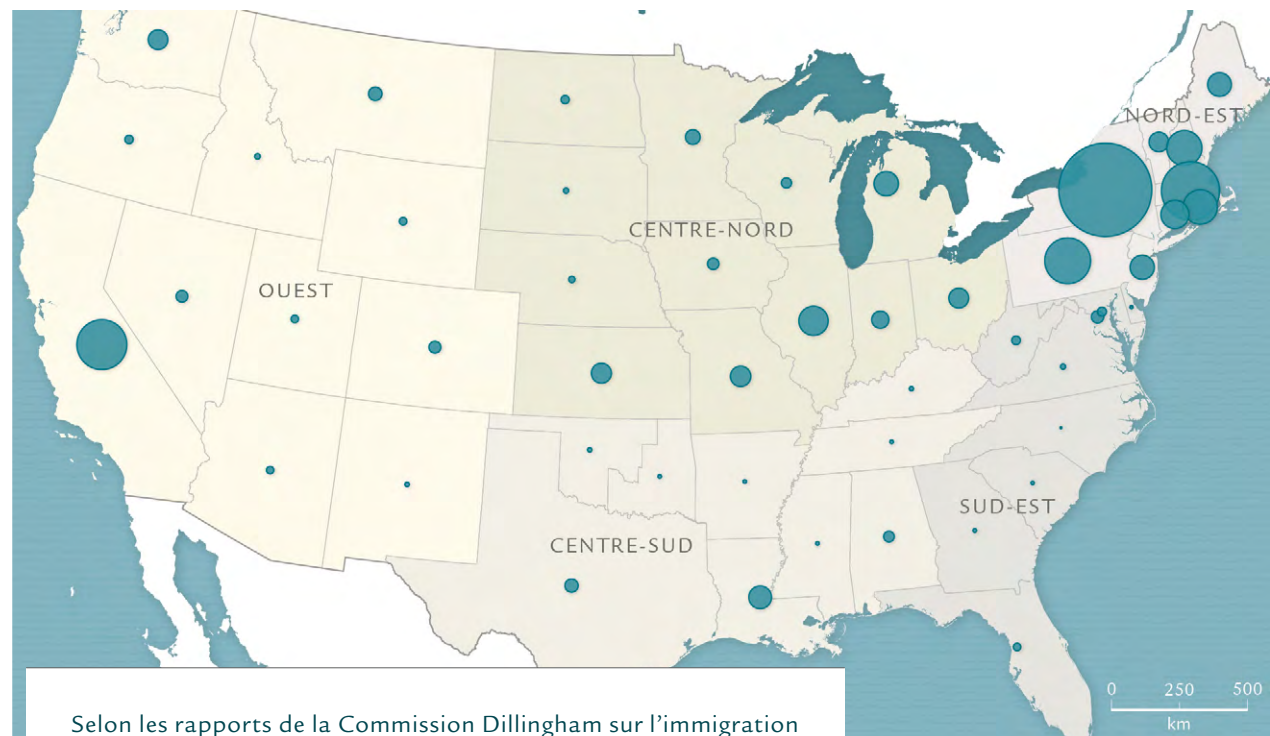 NORD-EST
CENTRE-NORD
OUEST
SUD-EST
CENTRE-SUD
0 250 500
km
Selon les rapports de la Commission Dillingham sur l'immigration